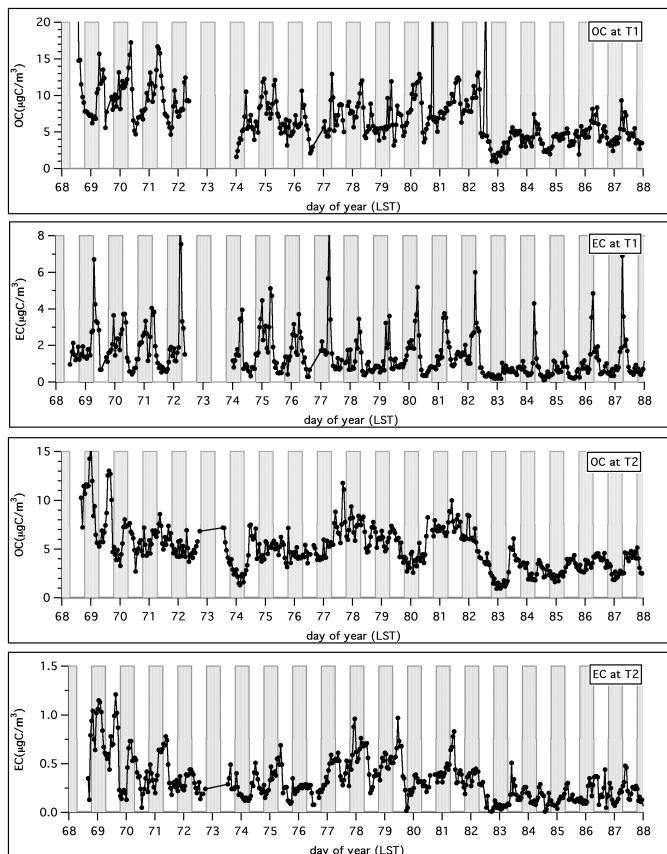 OC at T1
OC(µgC/m³)
20
15
10
5
0
68 69 70 71 72 73 74 75 76 77 78 79 80 81 82 83 84 85 86 87 88
day of year (LST)
EC at T1
EC(µgC/m³)
8
6
4
2
0
68 69 70 71 72 73 74 75 76 77 78 79 80 81 82 83 84 85 86 87 88
day of year (LST)
OC at T2
OC(µgC/m³)
15
10
5
0
68 69 70 71 72 73 74 75 76 77 78 79 80 81 82 83 84 85 86 87 88
day of year (LST)
EC at T2
EC(µgC/m³)
1.5
1.0
0.5
0.0
68 69 70 71 72 73 74 75 76 77 78 79 80 81 82 83 84 85 86 87 88
day of year (LST)